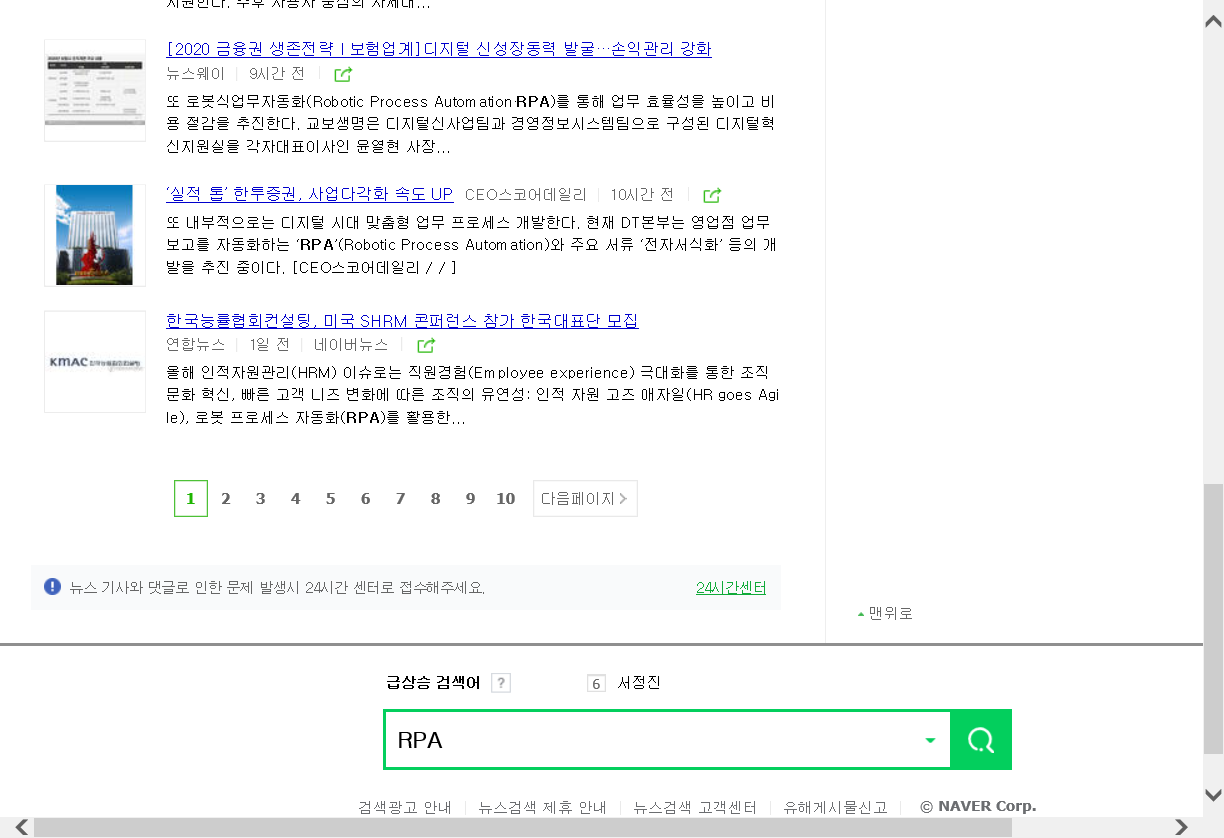 지원한다. 추후 사용자 중심의 차세대...
[2020 금융권 생존전략 | 보험업계]디지털 신성장동력 발굴…손익관리 강화
뉴스웨이 9시간 전
또 로봇식업무자동화(Robotic Process Automation·RPA)를 통해 업무 효율성을 높이고 비
용 절감을 추진한다. 교보생명은 디지털신사업팀과 경영정보시스템팀으로 구성된 디지털혁
신지원실을 각자대표이사인 윤열현 사장...
‘실적 톱’ 한투증권, 사업다각화 속도 UP CEO스코어데일리 10시간 전
또 내부적으로는 디지털 시대 맞춤형 업무 프로세스 개발한다. 현재 DT본부는 영업점 업무
보고를 자동화하는 ‘RPA’(Robotic Process Automation)와 주요 서류 ‘전자서식화’ 등의 개
발을 추진 중이다. [CEO스코어데일리 / / ]
한국능률협회컨설팅, 미국 SHRM 콘퍼런스 참가 한국대표단 모집
연합뉴스 1일 전 네이버뉴스
KMAC
올해 인적자원관리(HRM) 이슈로는 직원경험(Employee experience) 극대화를 통한 조직
문화 혁신, 빠른 고객 니즈 변화에 따른 조직의 유연성: 인적 자원 고즈 애자일(HR goes Agi
le), 로봇 프로세스 자동화(RPA)를 활용한...
1 2 3 4 5 6 7 8 9 10 다음페이지
뉴스 기사와 댓글로 인한 문제 발생시 24시간 센터로 접수해주세요. 24시간센터
맨위로
급상승 검색어 ? 6 서정진
RPA
검색광고 안내 뉴스검색 제휴 안내 뉴스검색 고객센터 유해게시물신고 © NAVER Corp.